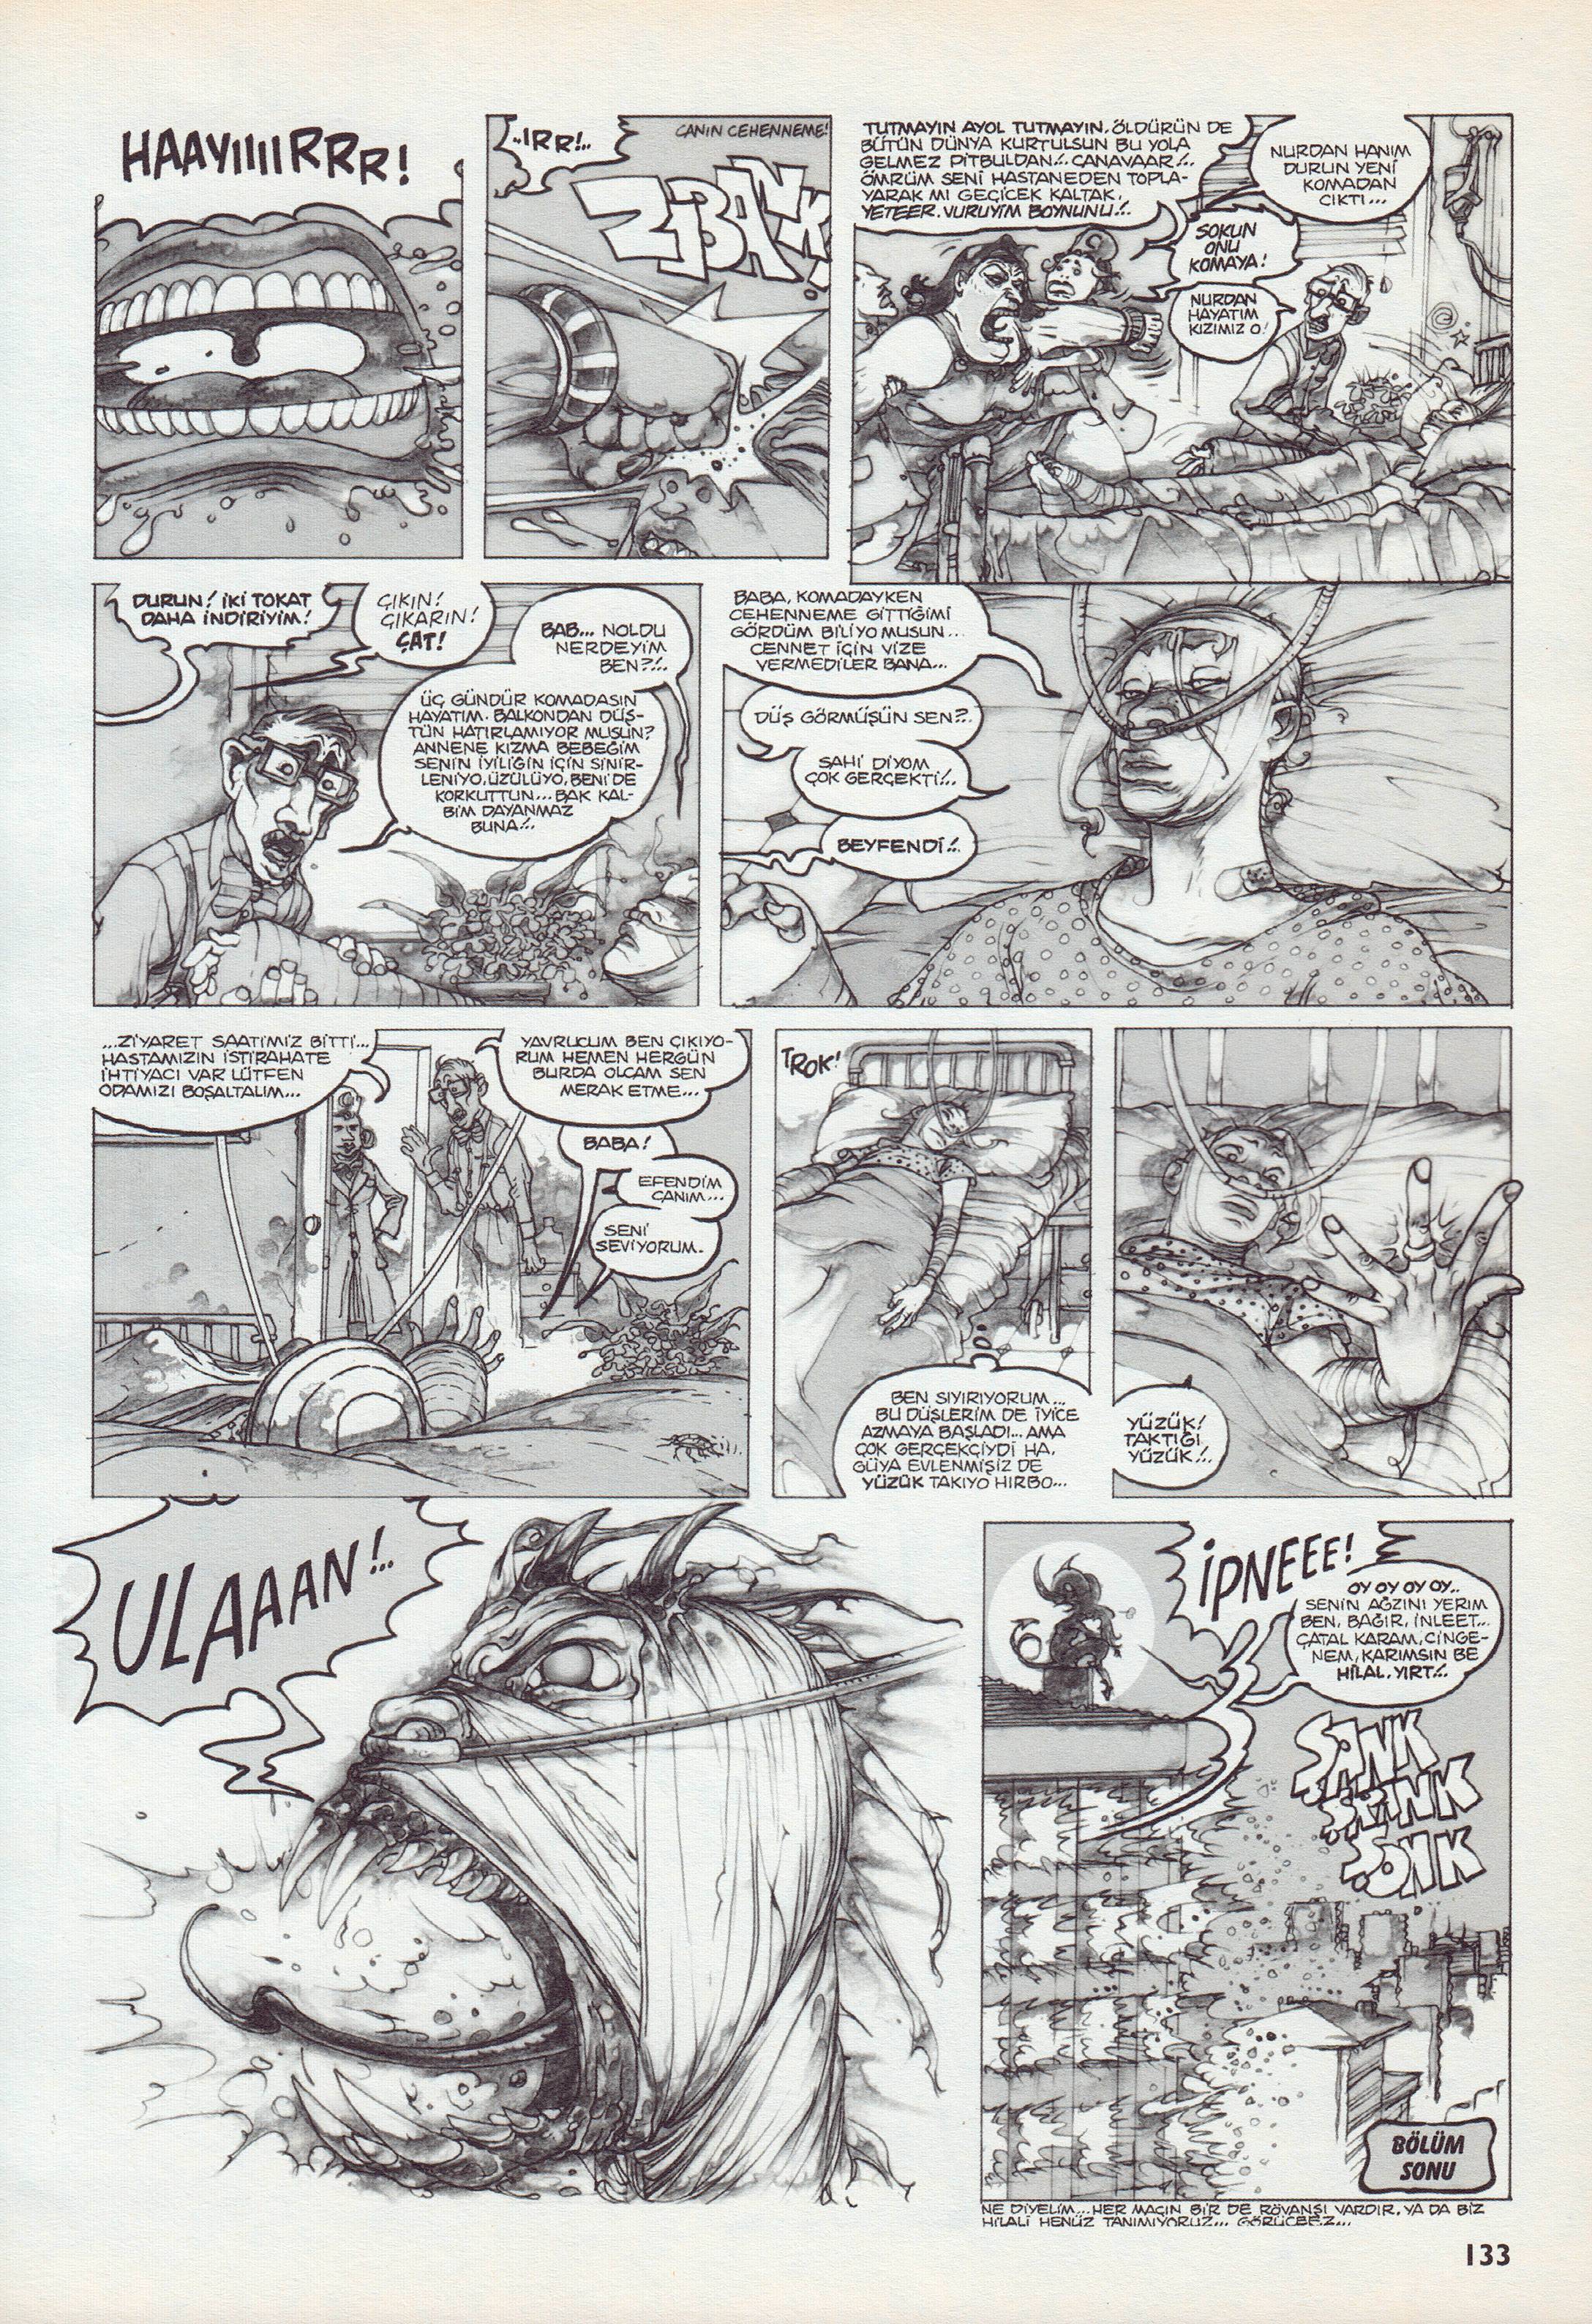 HAAYIIIIRRR!
..IRR!..
CANIN CEHENNEME!
ZBANK
TUTMAYIN AYOL TUTMAYIN. ÖLDÜRÜN DE
BÜTÜN DÜNYA KURTULSUN BU YOLA
GELMEZ PİTBULDAN!.. CANAVAAR!..
ÖMRÜM SENİ HASTANEDEN TOPLA-
YARAK MI GEÇİCEK KALTAK.
YETEER. VURUYIM BOYNUNU!..
NURDAN HANIM
DURUN YENİ
KOMADAN
ÇIKTI...
SOKUN
ONU
KOMAYA!
NURDAN
HAYATIM
KIZIMIZ O!
DURUN! İKİ TOKAT
DAHA İNDİRİYİM!
ÇIKIN!
ÇIKARIN!
ÇAT!
BAB... NOLDU
NERDEYİM
BEN?!..
ÜÇ GÜNDÜR KOMADASIN
HAYATIM. BALKONDAN DÜŞ-
TÜN HATIRLAMIYOR MUSUN?
ANNENE KIZMA BEBEĞİM
SENİN İYİLİĞİN İÇİN SİNİR-
LENİYO, ÜZÜLÜYO, BENİ DE
KORKUTTUN... BAK KAL-
BİM DAYANMAZ
BUNA!..
BABA, KOMADAYKEN
CEHENNEME GİTTİĞİMİ
GÖRDÜM BİLİYO MUSUN...
CENNET İÇİN VİZE
VERMEDİLER BANA...
DÜŞ GÖRMÜŞÜN SEN?..
SAHİ DİYOM
ÇOK GERÇEKTİ!..
BEYFENDİ!..
...ZİYARET SAATİMİZ BİTTİ...
HASTAMIZIN İSTİRAHATE
İHTİYACI VAR LÜTFEN
ODAMIZI BOŞALTALIM...
YAVRUCUM BEN ÇIKIYO-
RUM HEMEN HERGÜN
BURDA OLCAM SEN
MERAK ETME...
BABA!
EFENDİM
CANIM...
SENİ
SEVİYORUM.
TROK!
BEN SIYIRIYORUM...
BU DÜŞLERİM DE İYİCE
AZMAYA BAŞLADI... AMA
ÇOK GERÇEKÇİYDİ HA,
GÜYA EVLENMİŞİZ DE
YÜZÜK TAKIYO HIRBO...
YÜZÜK!
TAKTIĞI
YÜZÜK!..
ULAAAN!..
İPNEEE!
OY OY OY OY..
SENİN AĞZINI YERİM
BEN, BAĞIR, İNLEET...
ÇATAL KARAM, CİNGE-
NEM, KARIMSIN BE
HİLAL, YIRT!..
ŞANK
ŞRANK
ŞONK
BÖLÜM
SONU
NE DİYELİM... HER MAÇIN BİR DE RÖVANŞI VARDIR. YA DA BİZ
HİLALİ HENÜZ TANIMIYORUZ... GÖRÜCEEZ...
133